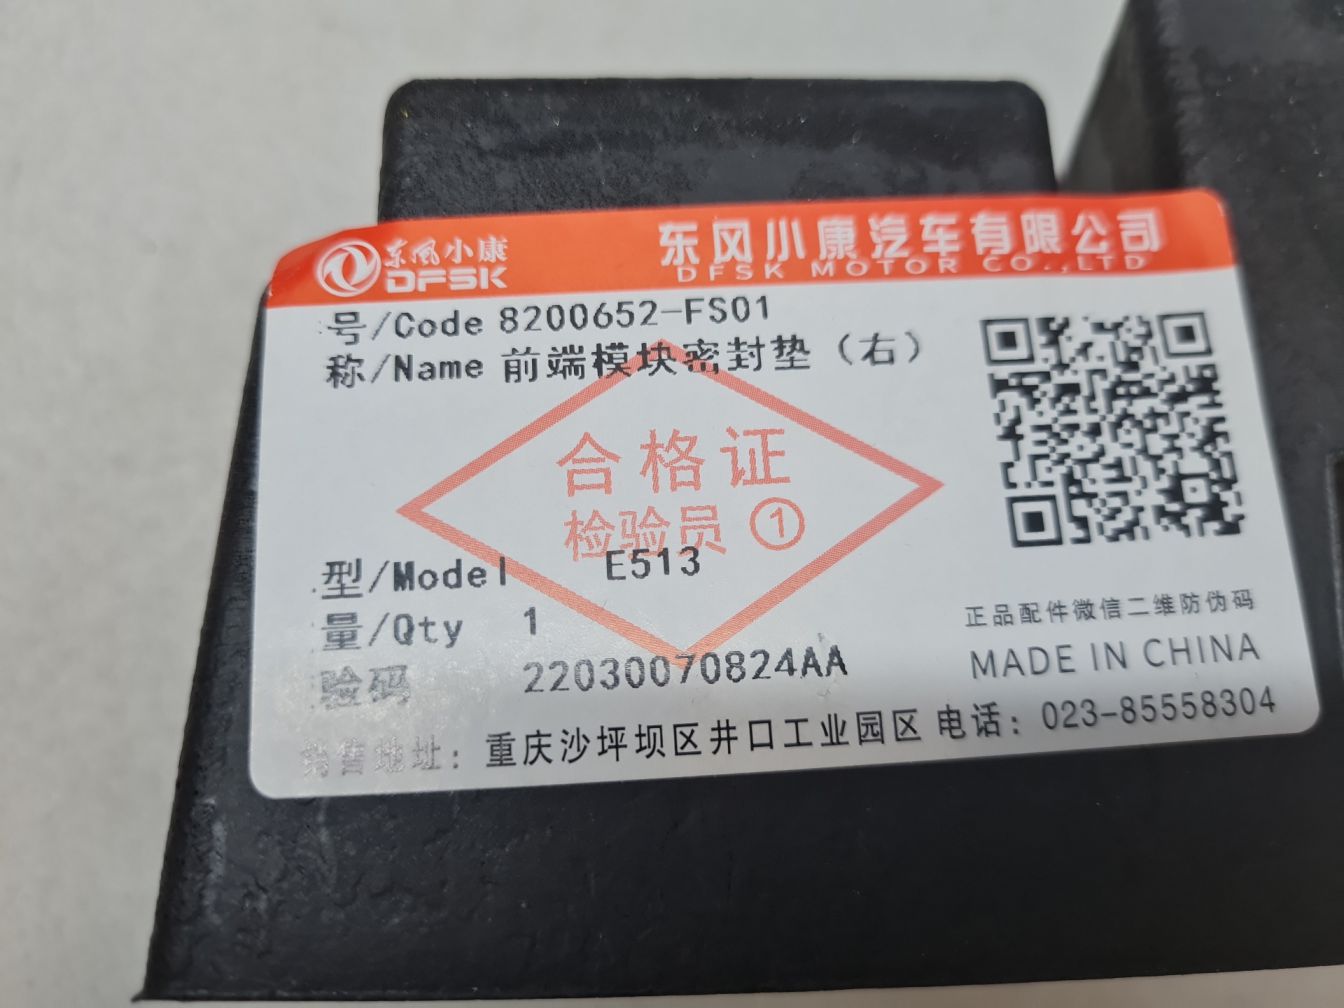 东风小康
DFSK
东风小康汽车有限公司
DFSK MOTOR CO.,LTD
号/Code 8200652-FS01
称/Name 前端模块密封垫（右）
合格证
检验员①
型/Model E513
量/Qty 1
验码 22030070824AA
正品配件微信二维防伪码
MADE IN CHINA
销售地址：重庆沙坪坝区井口工业园区 电话：023-85558304